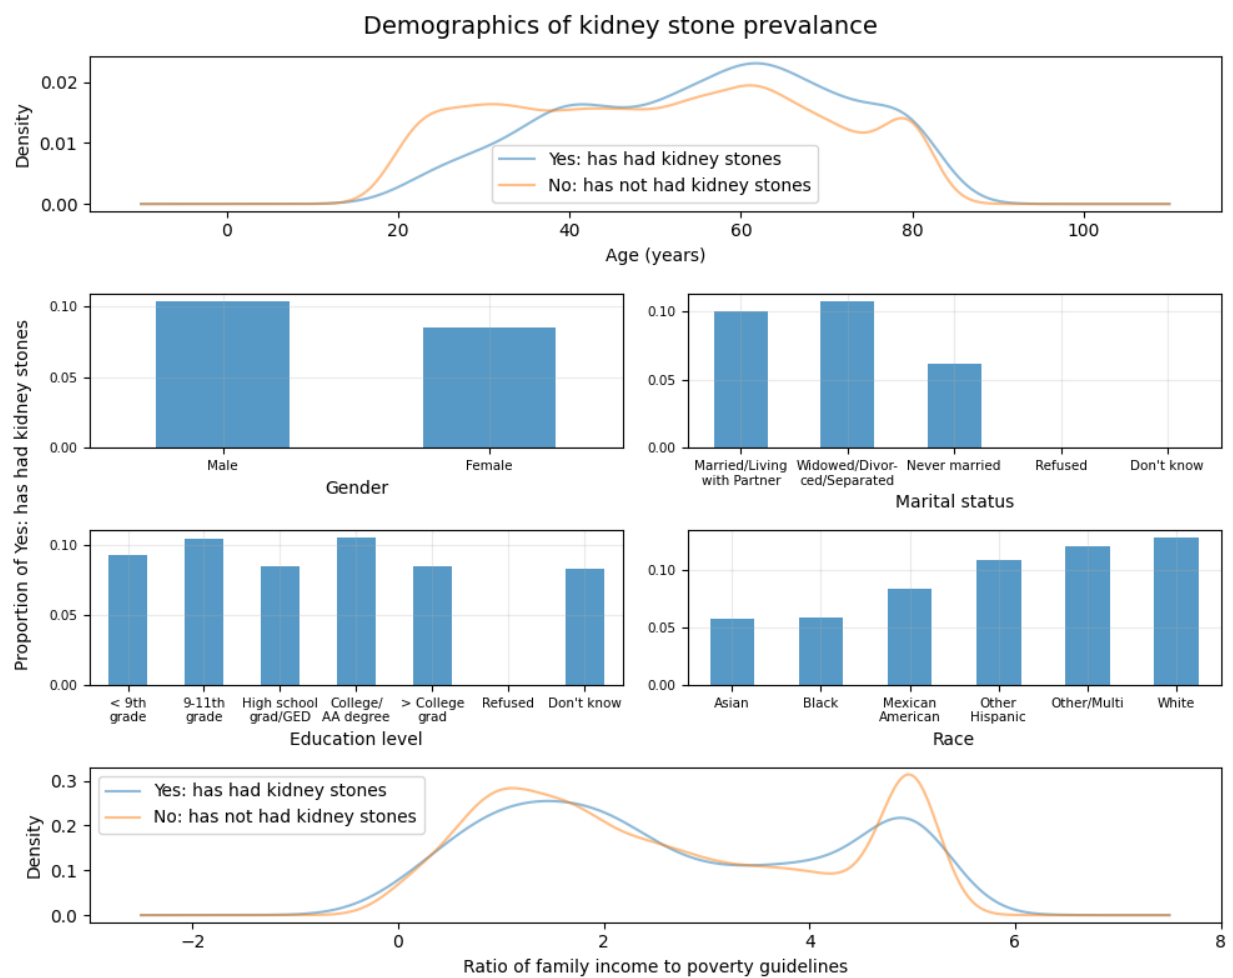 Demographics of kidney stone prevalance
Density
0.02
0.01
0.00
Yes: has had kidney stones
No: has not had kidney stones
0 20 40 60 80 100
Age (years)
Proportion of Yes: has had kidney stones
0.10
0.05
0.00
Male Female
Gender
0.10
0.05
0.00
Married/Living
with Partner
Widowed/Divor-
ced/Separated
Never married
Refused
Don't know
Marital status
0.10
0.05
0.00
< 9th
grade
9-11th
grade
High school
grad/GED
College/
AA degree
> College
grad
Refused
Don't know
Education level
0.10
0.05
0.00
Asian
Black
Mexican
American
Other
Hispanic
Other/Multi
White
Race
Density
0.3
0.2
0.1
0.0
Yes: has had kidney stones
No: has not had kidney stones
−2 0 2 4 6 8
Ratio of family income to poverty guidelines